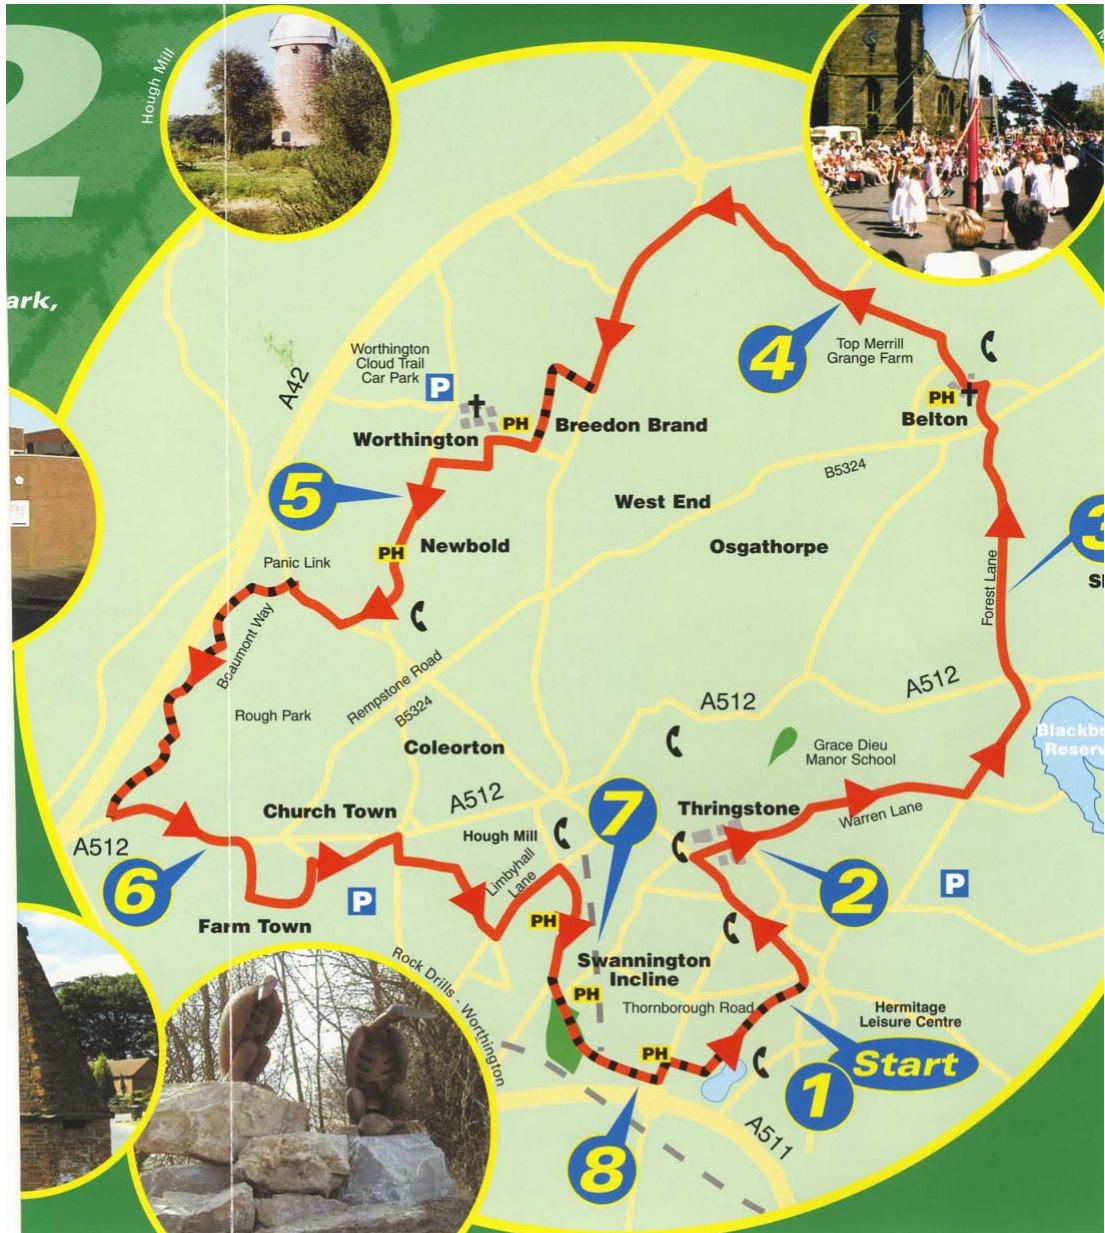 2
Hough Mill
ark,
A42
Worthington
Cloud Trail
Car Park
P
PH
Worthington
Breedon Brand
4
Top Merrill
Grange Farm
PH
Belton
B5324
5
West End
Newbold
PH
Osgathorpe
3
Panic Link
Forest Lane
Beaumont Way
Rempstone Road
B5324
Rough Park
A512
A512
Coleorton
Grace Dieu
Manor School
Church Town
A512
7
Thringstone
Warren Lane
A512
Hough Mill
Limbyhall
Lane
6
P
2
P
Farm Town
PH
Swannington
Incline
Rock Drills - Worthington
PH
Thornborough Road
Hermitage
Leisure Centre
PH
Start
1
A511
8